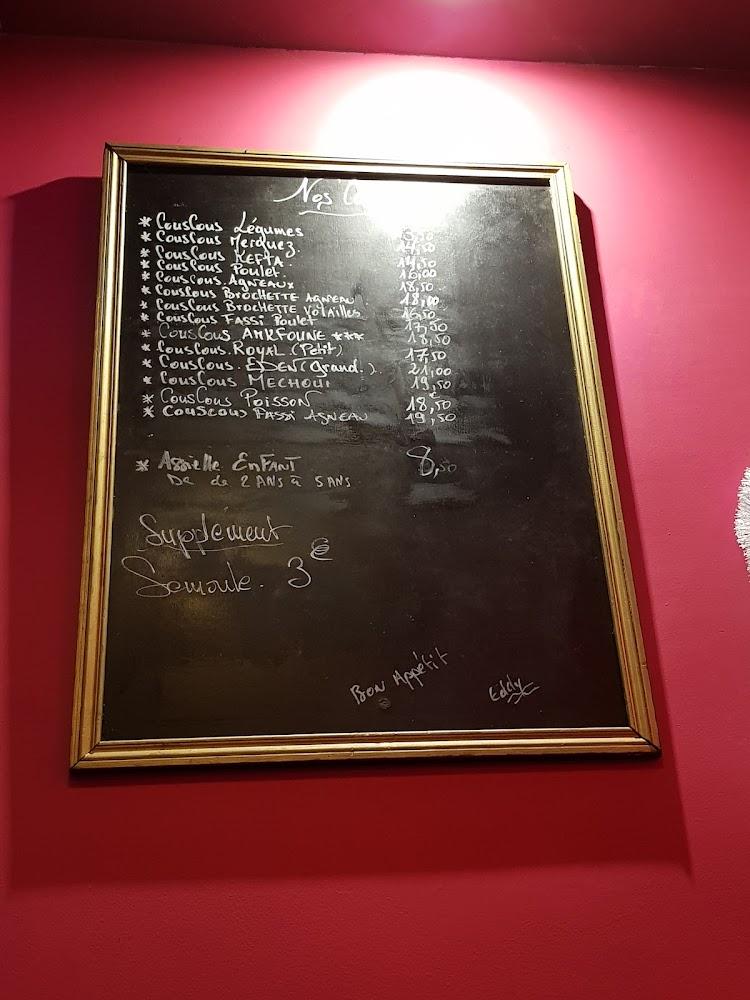 Nos
* Couscous Légumes
* Couscous Merguez 14,50
* Couscous Kefta 14,50
* Couscous Poulet 16,00
* Couscous Agneaux 18,50
* Couscous Brochette Agneau 18,00
* Couscous Brochette Volailles 16,50
* Couscous Fassi Poulet 17,50
* Couscous AMKFOUNE *** 18,50
* Couscous Royal (Petit) 17,50
* Couscous EDEN (Grand.) 21,00
* Couscous MECHOUI 19,50
* Couscous Poisson 18,50
* Couscous Fassi Agneau 19,50
* Assiette Enfant 8,50
De de 2 ANS à 5 ANS
Supplément
Semoule. 3€
Bon Appétit
Eddy